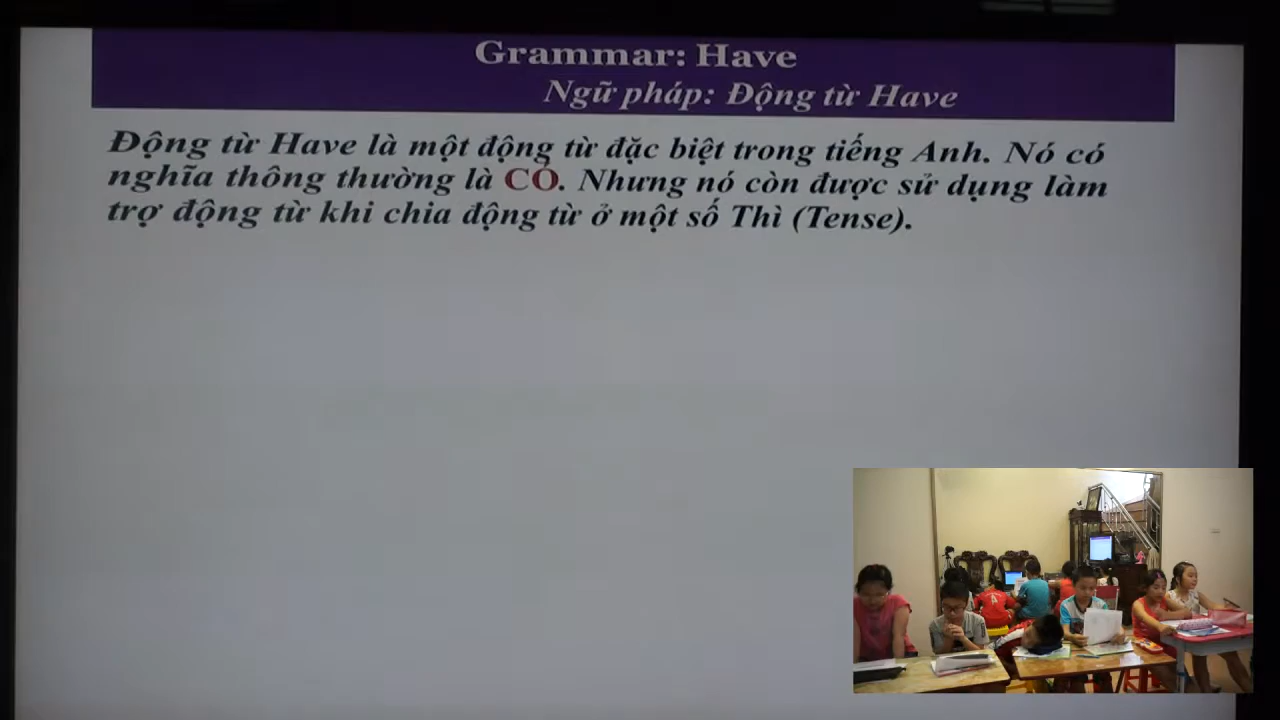 Grammar: Have
Ngữ pháp: Động từ Have
Động từ Have là một động từ đặc biệt trong tiếng Anh. Nó có
nghĩa thông thường là CÓ. Nhưng nó còn được sử dụng làm
trợ động từ khi chia động từ ở một số Thì (Tense).